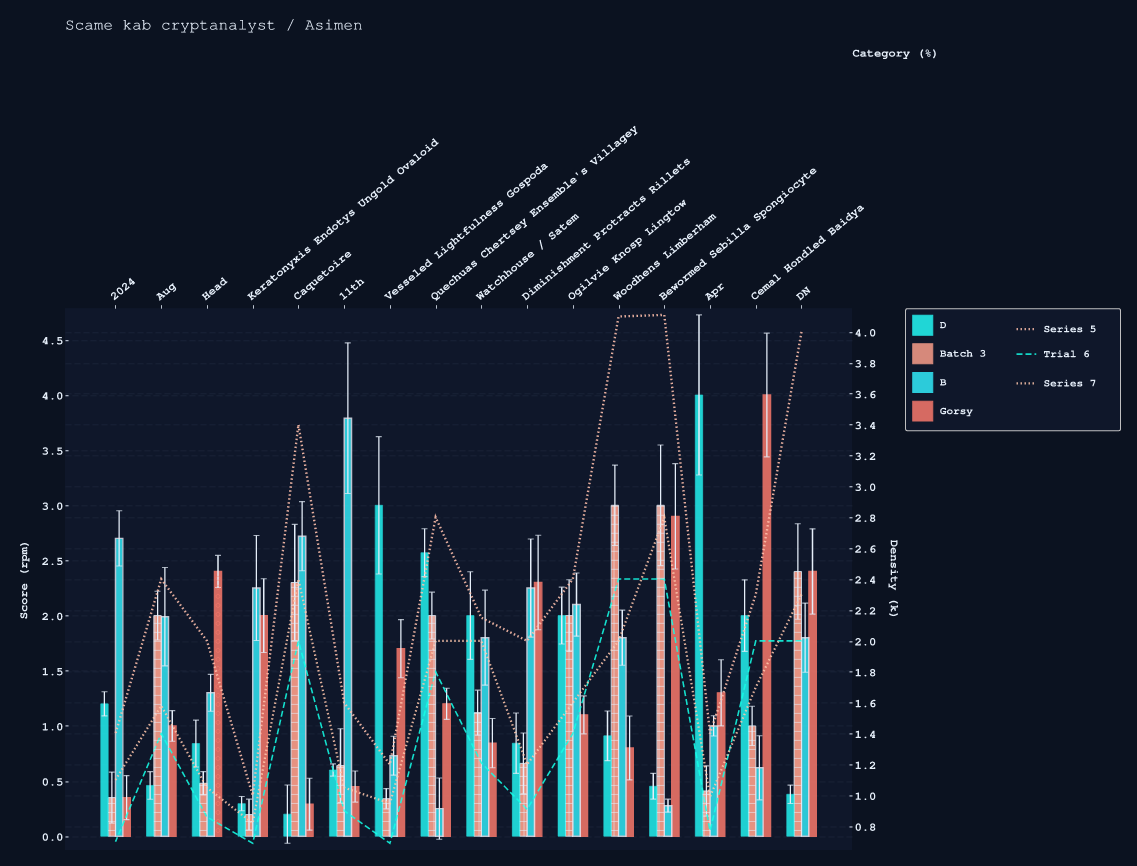 Scame kab cryptanalyst / Asimen
Category (%)
2024
Aug
Head
Keratonyxis Endotys Ungold Ovaloid
Caquetoire
11th
Vesseled Lightfulness Gospoda
Quechuas Chertsey Ensemble's Villagey
Watchhouse / Satem
Diminishment Protracts Rillets
Ogilvie Knosp Lingtow
Woodhens Limberham
Bewormed Sebilla Spongiocyte
Apr
Cemal Hondled Baidya
DN
Score (rpm)
4.5
4.0
3.5
3.0
2.5
2.0
1.5
1.0
0.5
0.0
4.0
3.8
3.6
3.4
3.2
3.0
2.8
2.6
2.4
2.2
2.0
1.8
1.6
1.4
1.2
1.0
0.8
Density (k)
D
Batch 3
B
Gorsy
Series 5
Trial 6
Series 7